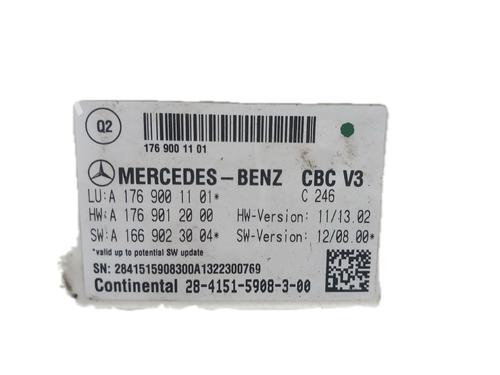 Q2
176 900 11 01
MERCEDES-BENZ CBC V3
LU:A 176 900 11 01* C 246
HW:A 176 901 20 00 HW-Version: 11/13.02
SW:A 166 902 30 04* SW-Version: 12/08.00*
*valid up to potential SW update
SN: 2841515908300A1322300769
Continental 28-4151-5908-3-00